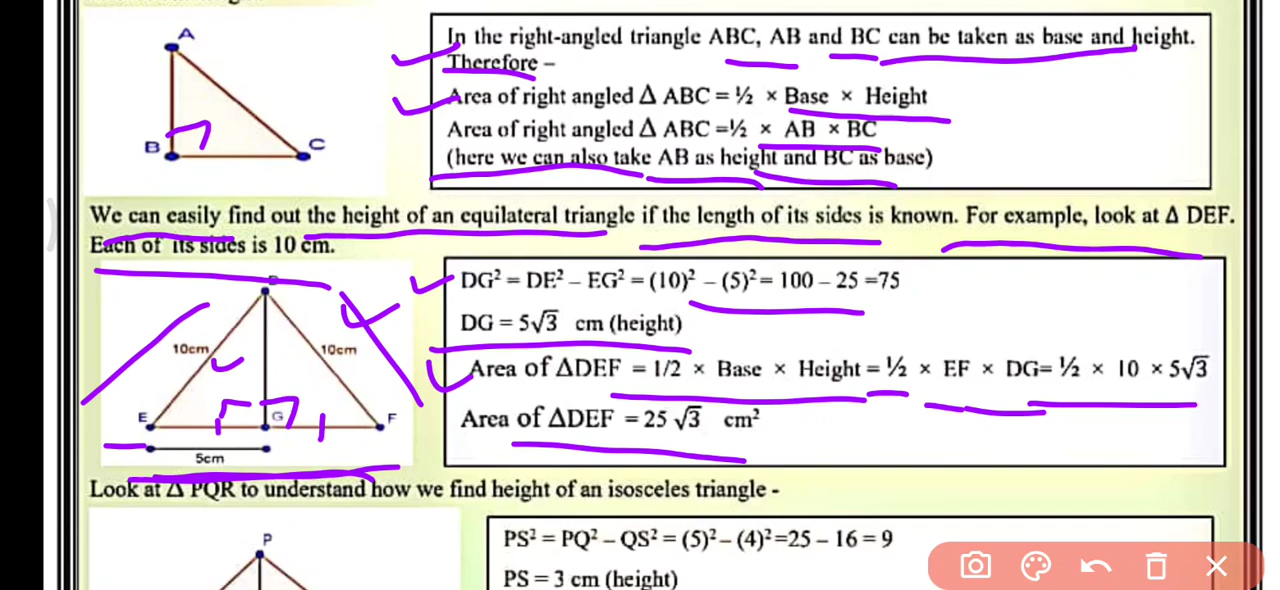 A
B
C
In the right-angled triangle ABC, AB and BC can be taken as base and height.
Therefore –
Area of right angled Δ ABC = ½ × Base × Height
Area of right angled Δ ABC =½ × AB × BC
(here we can also take AB as height and BC as base)
We can easily find out the height of an equilateral triangle if the length of its sides is known. For example, look at Δ DEF.
Each of its sides is 10 cm.
10cm
10cm
E
G
F
5cm
DG² = DE² – EG² = (10)² – (5)² = 100 – 25 =75
DG = 5√3 cm (height)
Area of ΔDEF = 1/2 × Base × Height = ½ × EF × DG= ½ × 10 × 5√3
Area of ΔDEF = 25 √3 cm²
Look at Δ PQR to understand how we find height of an isosceles triangle -
P
PS² = PQ² – QS² = (5)² – (4)² =25 – 16 = 9
PS = 3 cm (height)